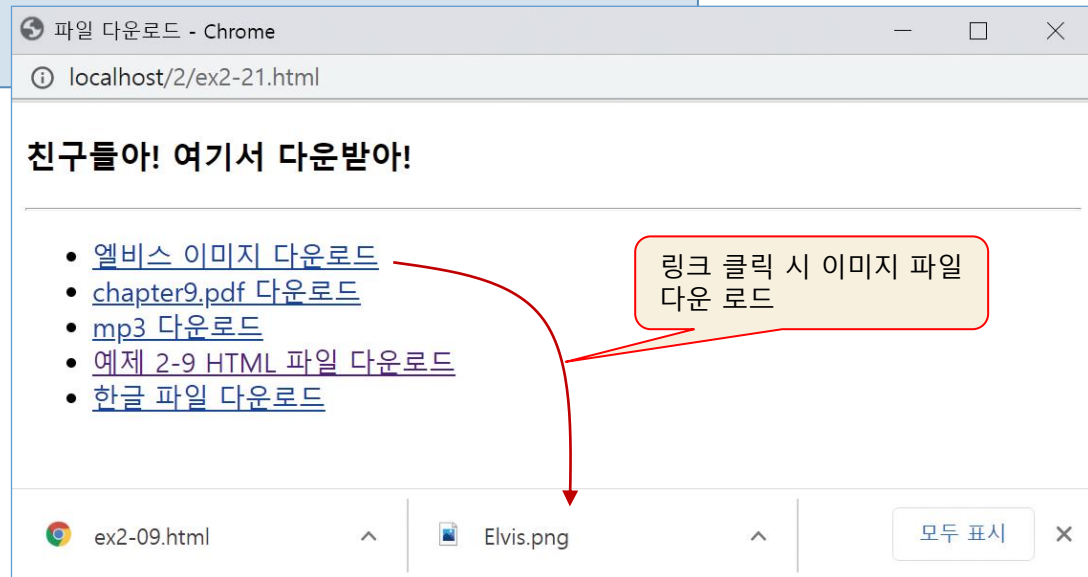 파일 다운로드 - Chrome
localhost/2/ex2-21.html
친구들아! 여기서 다운받아!
엘비스 이미지 다운로드
chapter9.pdf 다운로드
mp3 다운로드
예제 2-9 HTML 파일 다운로드
한글 파일 다운로드
링크 클릭 시 이미지 파일
다운 로드
ex2-09.html
Elvis.png
모두 표시